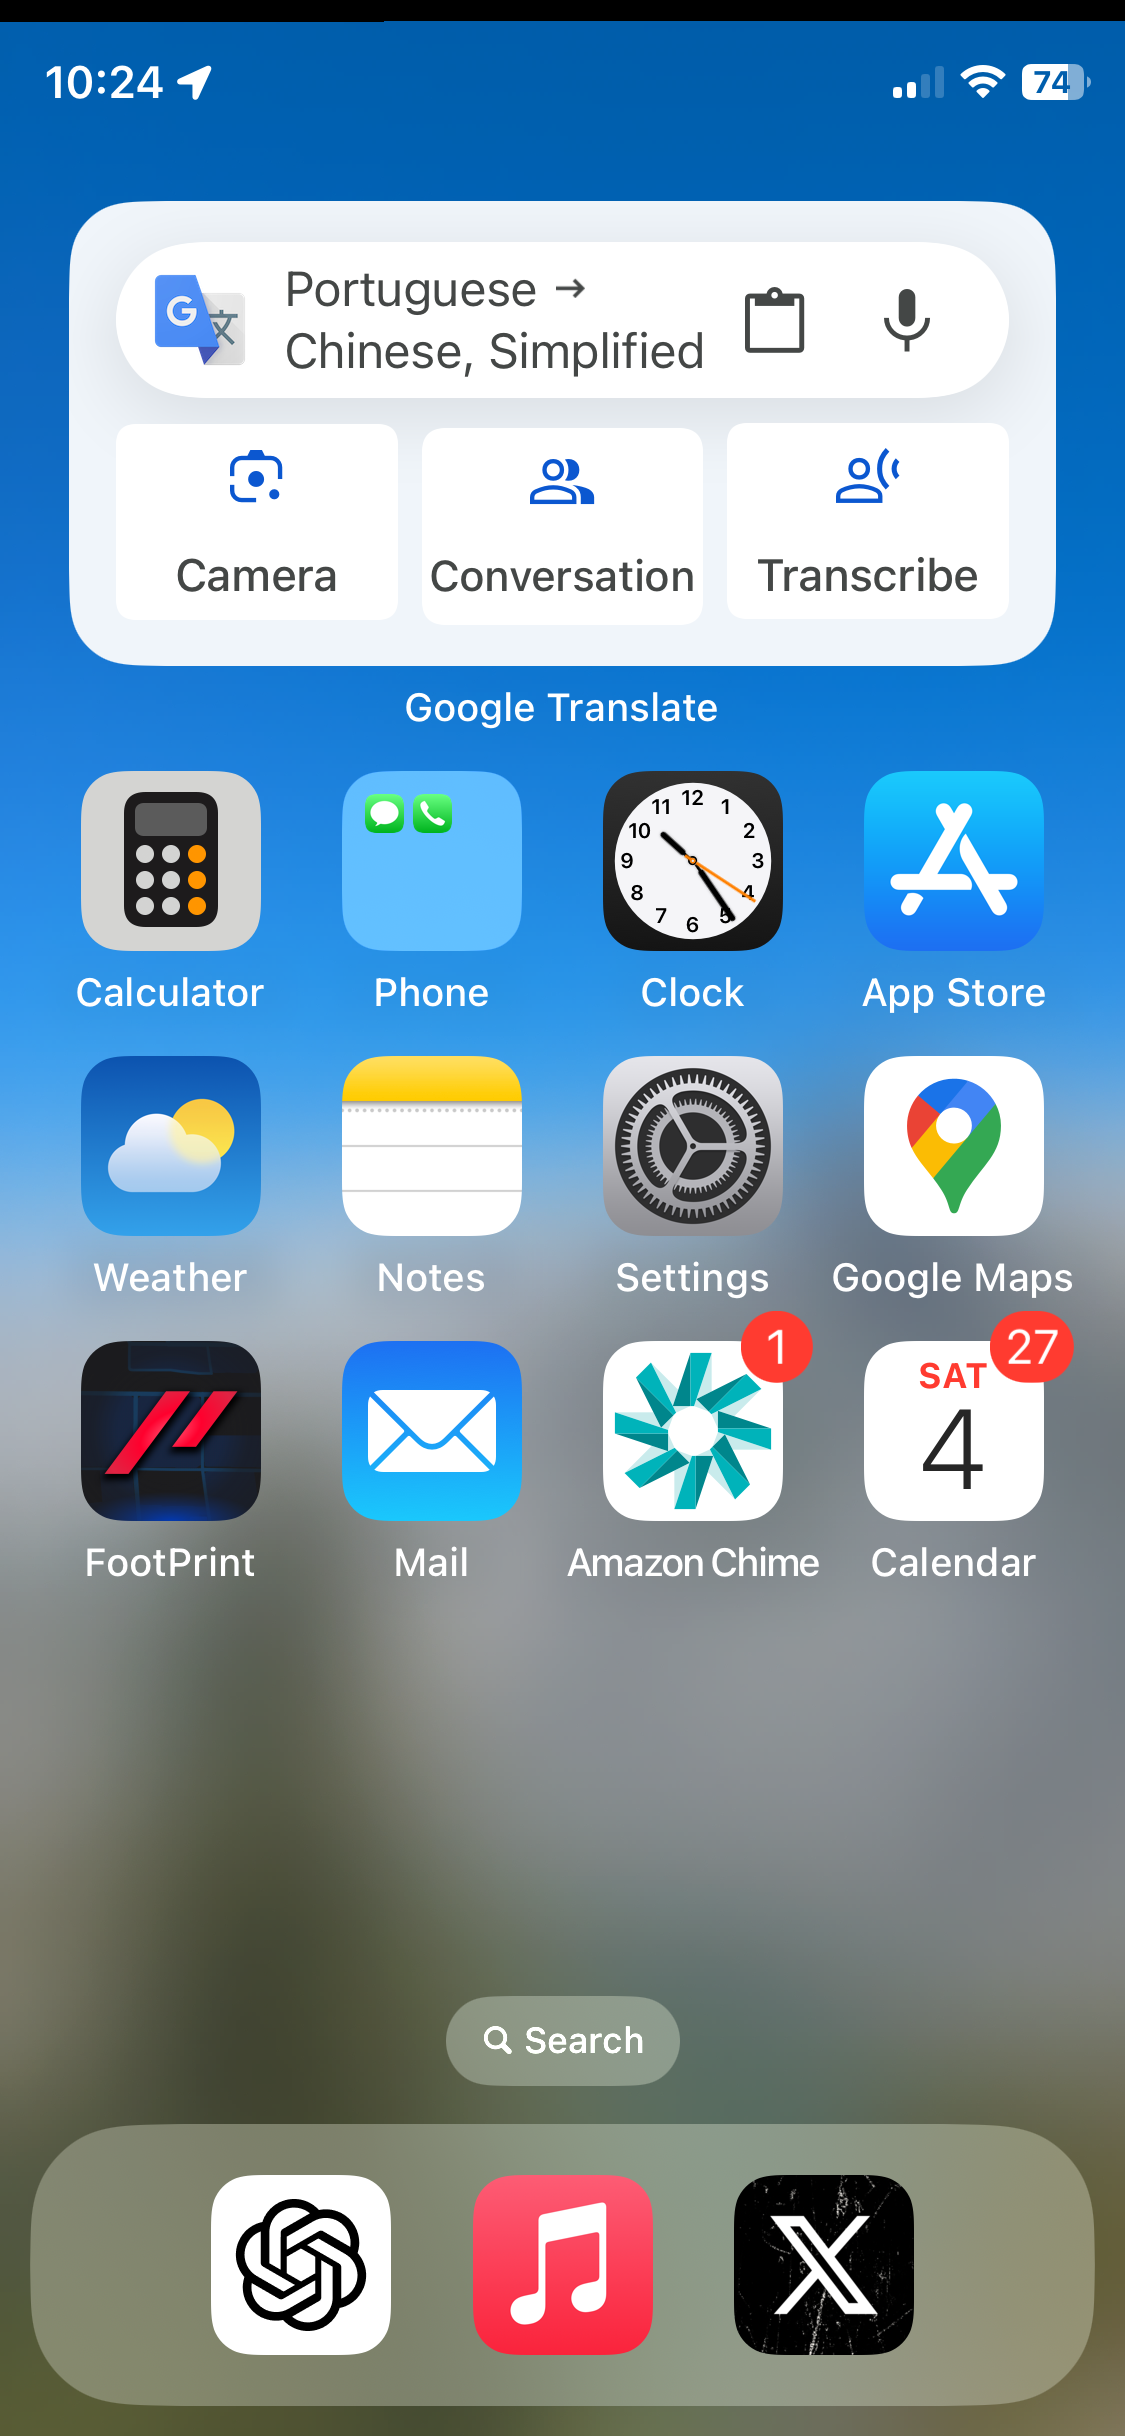 10:24
74
Portuguese →
Chinese, Simplified
Camera Conversation Transcribe
Google Translate
12
11 1
10 2
9 3
8 4
7 5
6
Calculator Phone Clock App Store
Weather Notes Settings Google Maps
1 27
SAT
4
FootPrint Mail Amazon Chime Calendar
Search